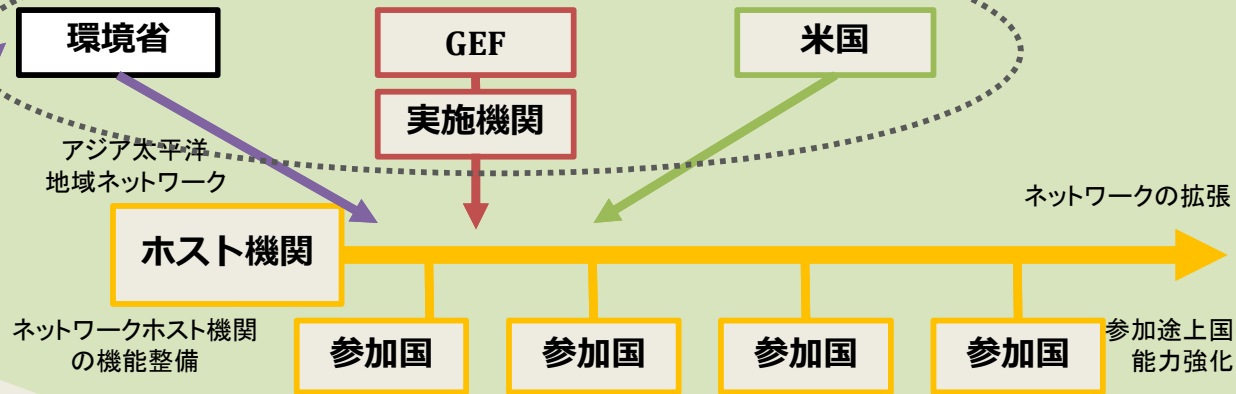 環境省
GEF
米国
実施機関
アジア太平洋
地域ネットワーク
ネットワークの拡張
ホスト機関
ネットワークホスト機関
の機能整備
参加国
参加国
参加国
参加国
参加途上国
能力強化